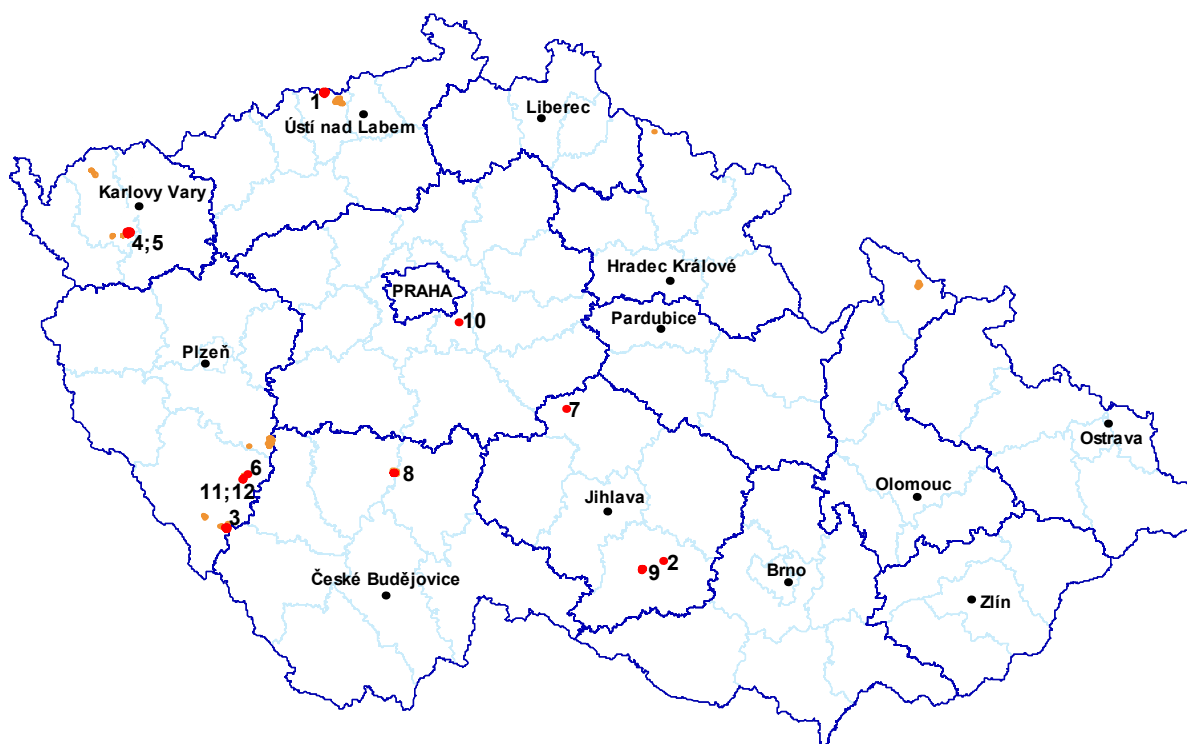 1
Ústí nad Labem
Liberec
Karlovy Vary
4;5
Hradec Králové
PRAHA
10
Pardubice
Plzeň
7
Ostrava
6
8
11;12
Jihlava
Olomouc
3
2
9
Brno
České Budějovice
Zlín